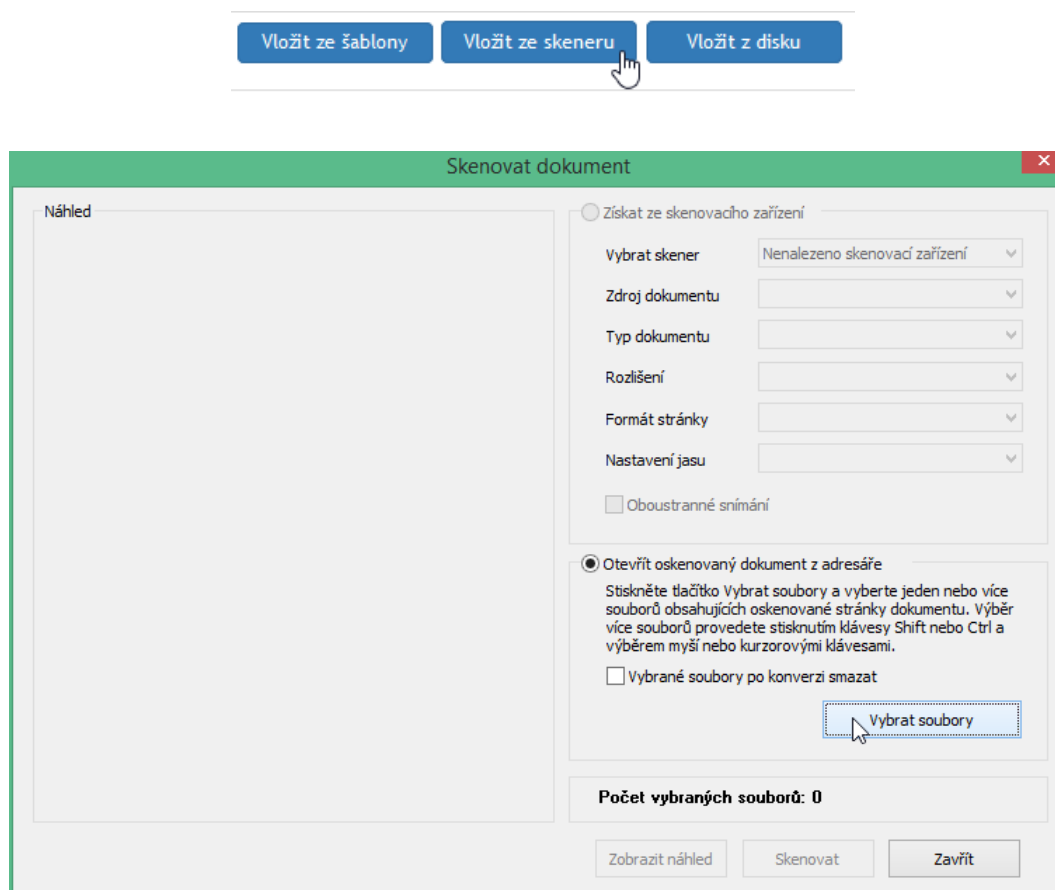 Vložit ze šablony
Vložit ze skeneru
Vložit z disku
Skenovat dokument
Náhled
Získat ze skenovacího zařízení
Vybrat skener
Nenalezeno skenovací zařízení
Zdroj dokumentu
Typ dokumentu
Rozlišení
Formát stránky
Nastavení jasu
Oboustranné snímání
Otevřít oskenovaný dokument z adresáře
Stiskněte tlačítko Vybrat soubory a vyberte jeden nebo více
souborů obsahujících oskenované stránky dokumentu. Výběr
více souborů provedete stisknutím klávesy Shift nebo Ctrl a
výběrem myší nebo kurzorovými klávesami.
Vybrané soubory po konverzi smazat
Vybrat soubory
Počet vybraných souborů: 0
Zobrazit náhled
Skenovat
Zavřít